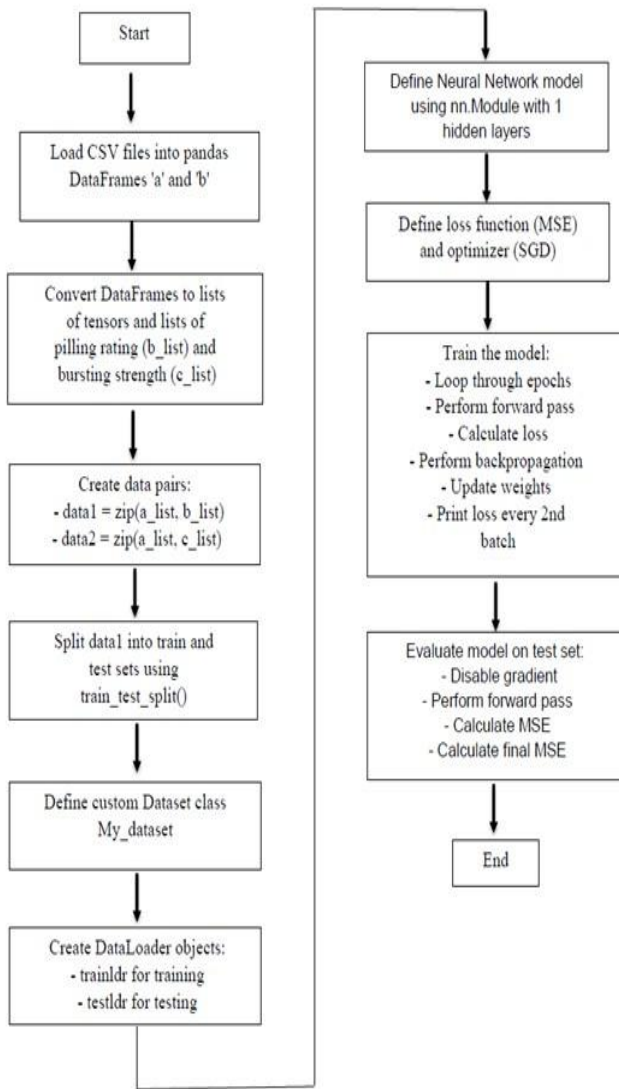 Start
Load CSV files into pandas
DataFrames 'a' and 'b'
Convert DataFrames to lists
of tensors and lists of
pilling rating (b_list) and
bursting strength (c_list)
Create data pairs:
- data1 = zip(a_list, b_list)
- data2 = zip(a_list, c_list)
Split data1 into train and
test sets using
train_test_split()
Define custom Dataset class
My_dataset
Create DataLoader objects:
- trainldr for training
- testldr for testing
Define Neural Network model
using nn.Module with 1
hidden layers
Define loss function (MSE)
and optimizer (SGD)
Train the model:
- Loop through epochs
- Perform forward pass
- Calculate loss
- Perform backpropagation
- Update weights
- Print loss every 2nd
batch
Evaluate model on test set:
- Disable gradient
- Perform forward pass
- Calculate MSE
- Calculate final MSE
End